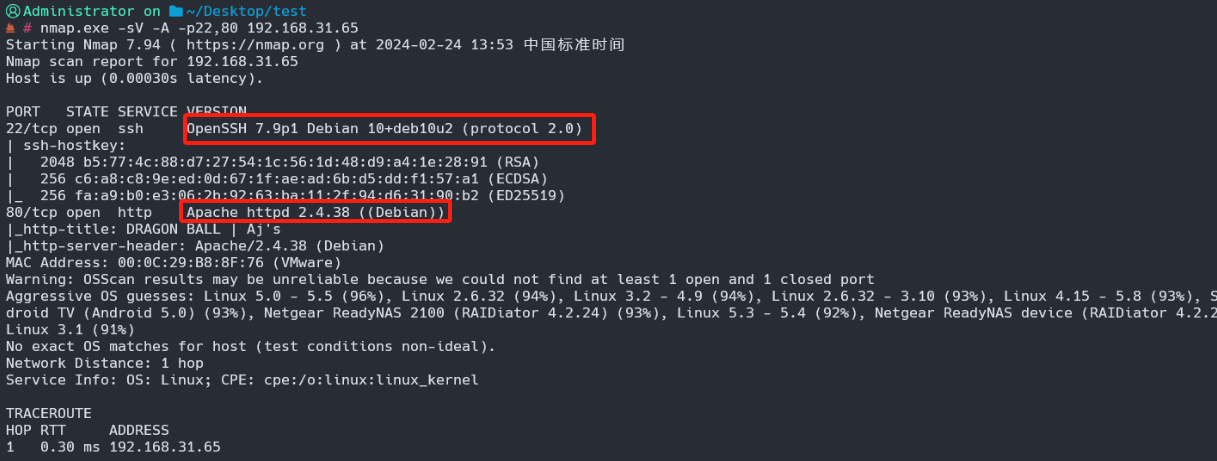 Administrator on ~/Desktop/test
# nmap.exe -sV -A -p22,80 192.168.31.65
Starting Nmap 7.94 ( https://nmap.org ) at 2024-02-24 13:53 中国标准时间
Nmap scan report for 192.168.31.65
Host is up (0.00030s latency).
PORT   STATE SERVICE VERSION
22/tcp open  ssh     OpenSSH 7.9p1 Debian 10+deb10u2 (protocol 2.0)
| ssh-hostkey:
|   2048 b5:77:4c:88:d7:27:54:1c:56:1d:48:d9:a4:1e:28:91 (RSA)
|   256 c6:a8:c8:9e:ed:0d:67:1f:ae:ad:6b:d5:dd:f1:57:a1 (ECDSA)
|_  256 fa:a9:b0:e3:06:2b:92:63:ba:11:2f:94:d6:31:90:b2 (ED25519)
80/tcp open  http    Apache httpd 2.4.38 ((Debian))
|_http-title: DRAGON BALL | Aj's
|_http-server-header: Apache/2.4.38 (Debian)
MAC Address: 00:0C:29:B8:8F:76 (VMware)
Warning: OSScan results may be unreliable because we could not find at least 1 open and 1 closed port
Aggressive OS guesses: Linux 5.0 - 5.5 (96%), Linux 2.6.32 (94%), Linux 3.2 - 4.9 (94%), Linux 2.6.32 - 3.10 (93%), Linux 4.15 - 5.8 (93%), S
droid TV (Android 5.0) (93%), Netgear ReadyNAS 2100 (RAIDiator 4.2.24) (93%), Linux 5.3 - 5.4 (92%), Netgear ReadyNAS device (RAIDiator 4.2.2
Linux 3.1 (91%)
No exact OS matches for host (test conditions non-ideal).
Network Distance: 1 hop
Service Info: OS: Linux; CPE: cpe:/o:linux:linux_kernel
TRACEROUTE
HOP RTT     ADDRESS
1   0.30 ms 192.168.31.65